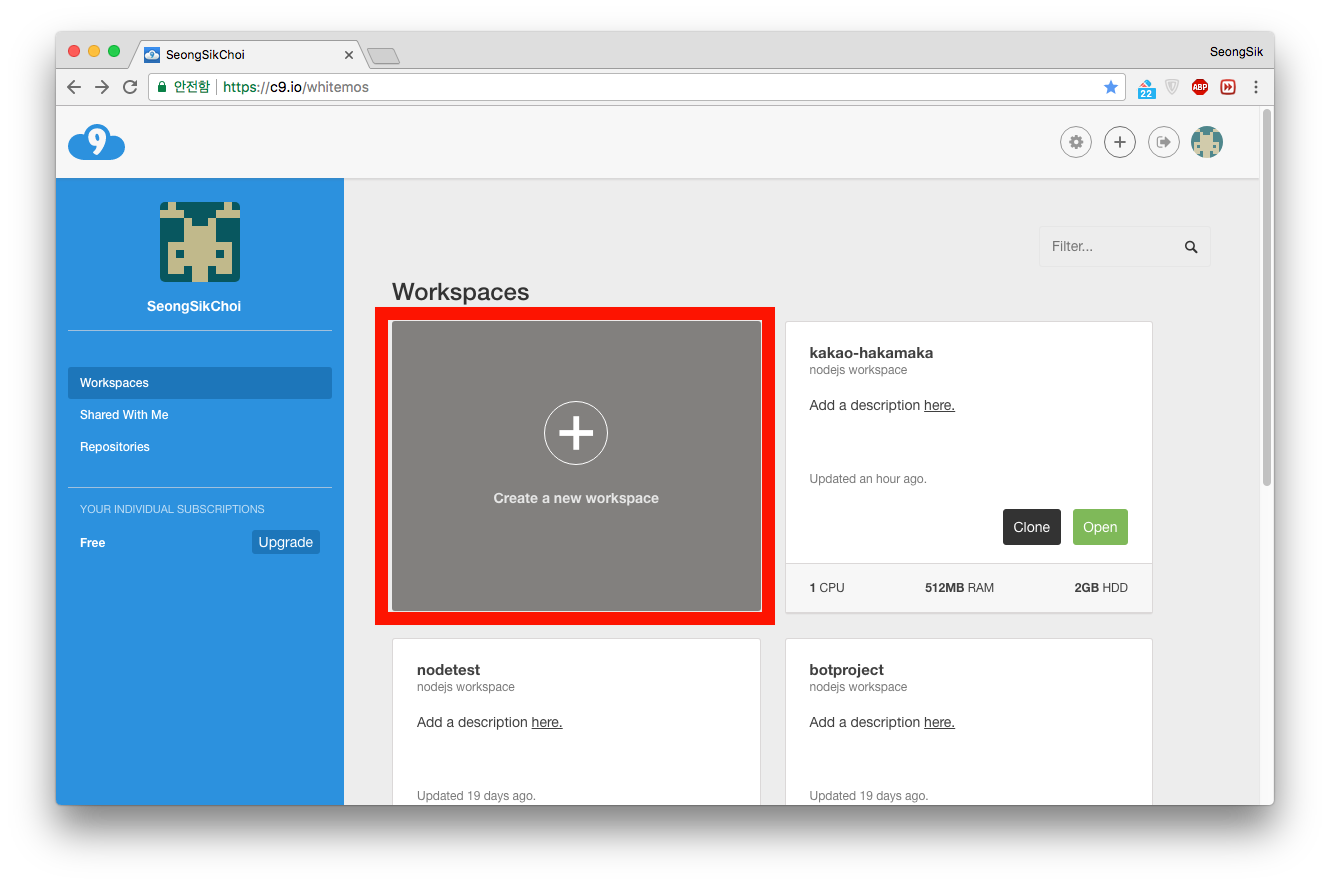 SeongSikChoi
SeongSik
안전함 https://c9.io/whitemos
22
ABP
9
SeongSikChoi
Workspaces
Shared With Me
Repositories
YOUR INDIVIDUAL SUBSCRIPTIONS
Free Upgrade
Filter...
Workspaces
Create a new workspace
kakao-hakamaka
nodejs workspace
Add a description here.
Updated an hour ago.
Clone Open
1 CPU 512MB RAM 2GB HDD
nodetest
nodejs workspace
Add a description here.
Updated 19 days ago.
botproject
nodejs workspace
Add a description here.
Updated 19 days ago.